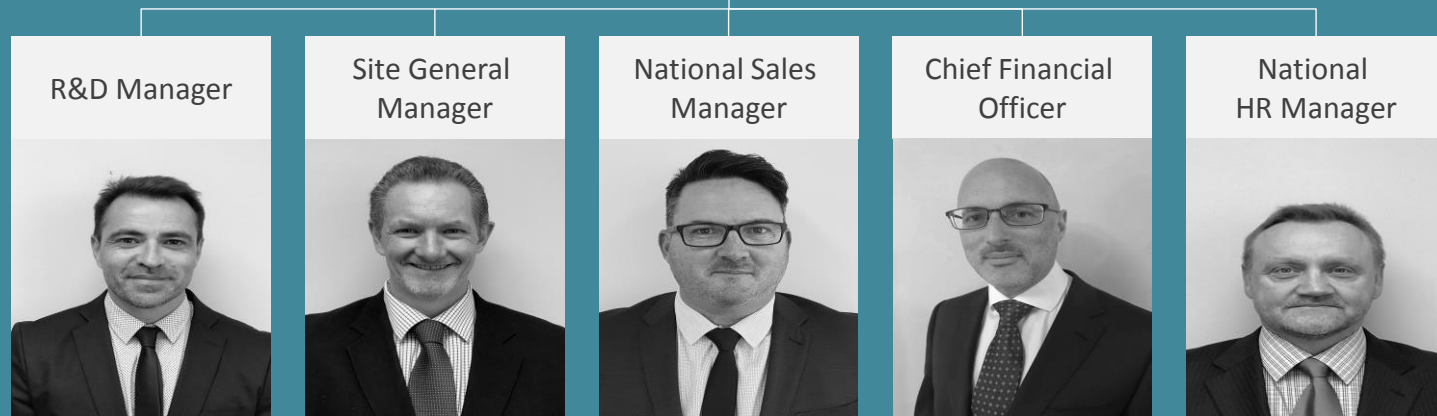 R&D Manager
Site General
Manager
National Sales
Manager
Chief Financial
Officer
National
HR Manager